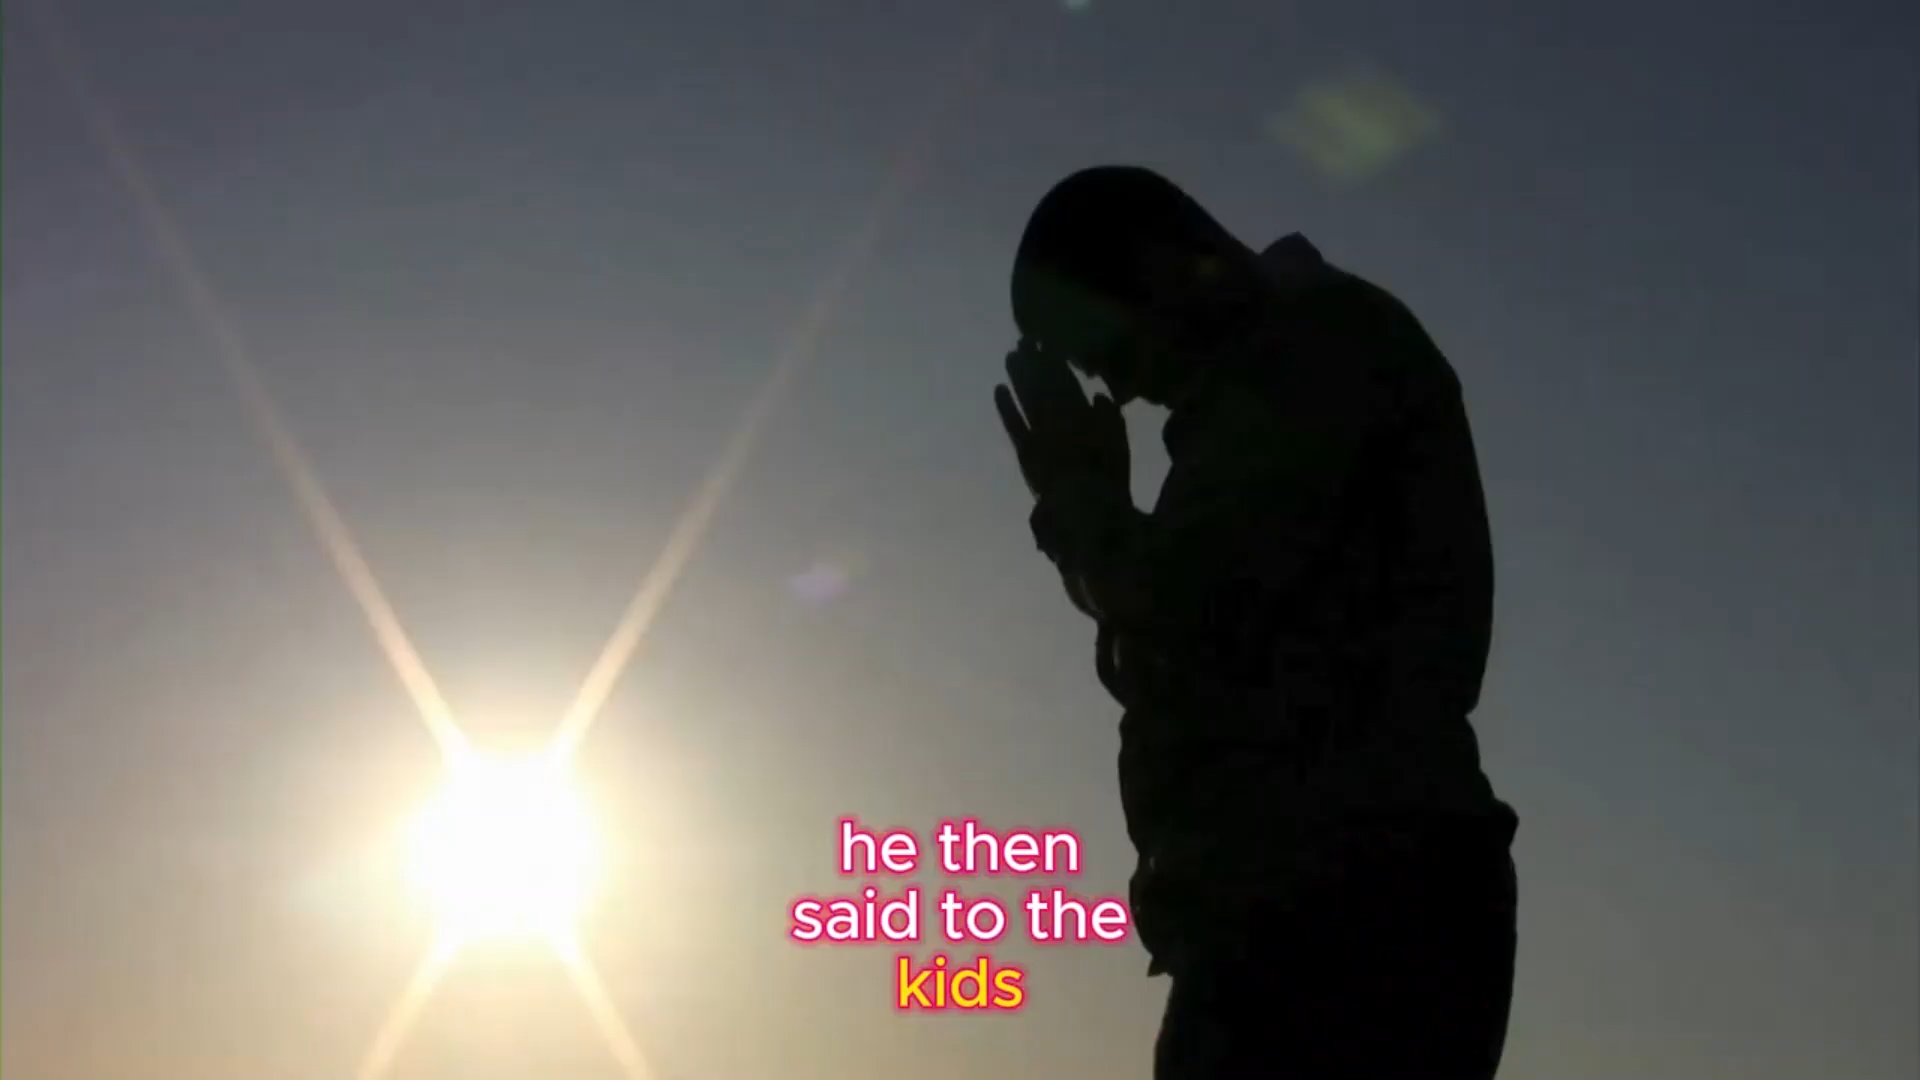 he then
said to the
kids